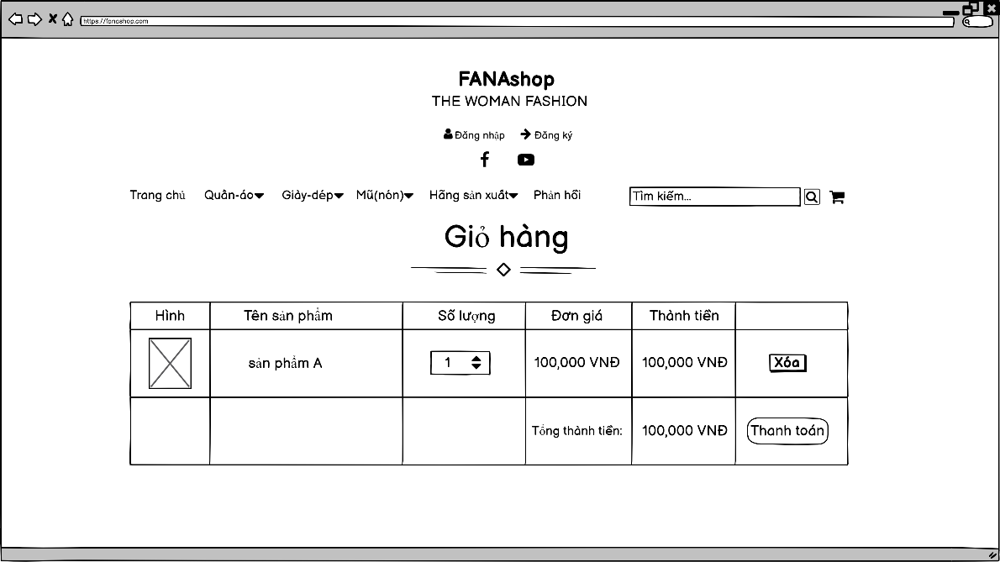 https://fanashop.com
FANAshop
THE WOMAN FASHION
Đăng nhập Đăng ký
Trang chủ Quần-áo Giày-dép Mũ(nón) Hãng sản xuất Phản hồi Tìm kiếm...
Giỏ hàng
Hình Tên sản phẩm Số lượng Đơn giá Thành tiền
sản phẩm A 1 100,000 VNĐ 100,000 VNĐ Xóa
Tổng thành tiền: 100,000 VNĐ Thanh toán